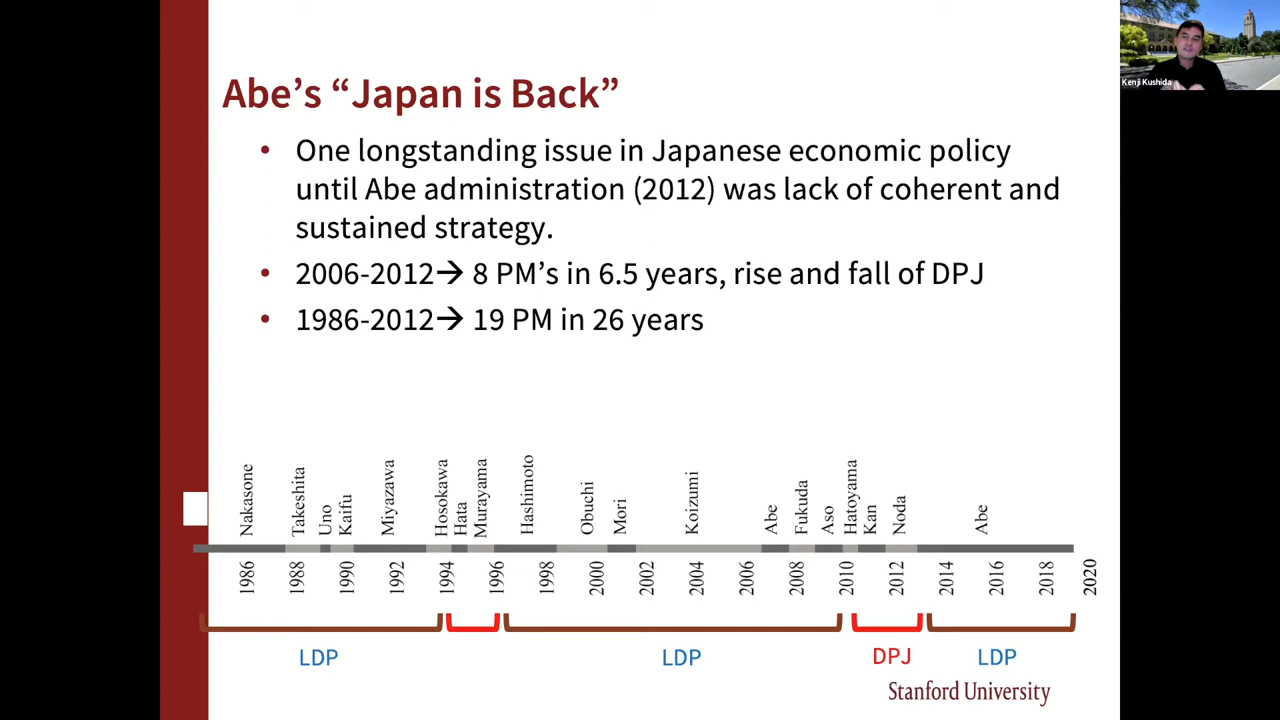 Kenji Kushida
Abe’s “Japan is Back”
• One longstanding issue in Japanese economic policy
until Abe administration (2012) was lack of coherent and
sustained strategy.
• 2006-2012→ 8 PM’s in 6.5 years, rise and fall of DPJ
• 1986-2012→ 19 PM in 26 years
Nakasone
Takeshita
Uno
Kaifu
Miyazawa
Hosokawa
Hata
Murayama
Hashimoto
Obuchi
Mori
Koizumi
Abe
Fukuda
Aso
Hatoyama
Kan
Noda
Abe
1986
1988
1990
1992
1994
1996
1998
2000
2002
2004
2006
2008
2010
2012
2014
2016
2018
2020
LDP
LDP
DPJ
LDP
Stanford University